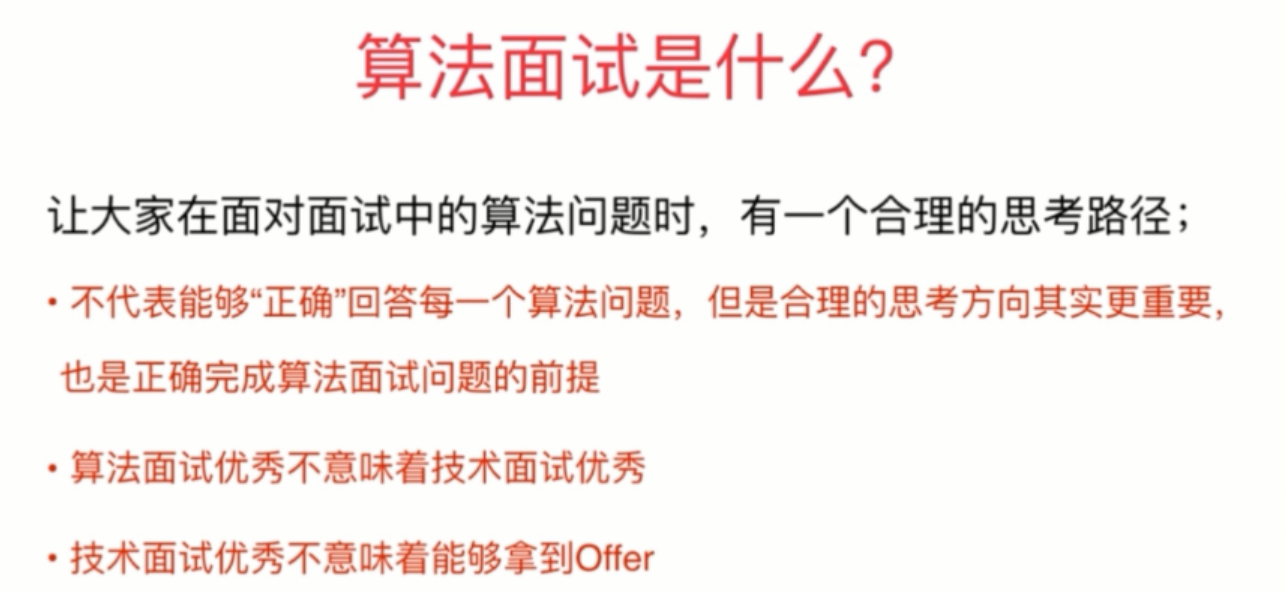 算法面试是什么？
让大家在面对面试中的算法问题时，有一个合理的思考路径；
• 不代表能够“正确”回答每一个算法问题，但是合理的思考方向其实更重要，
也是正确完成算法面试问题的前提
• 算法面试优秀不意味着技术面试优秀
• 技术面试优秀不意味着能够拿到Offer